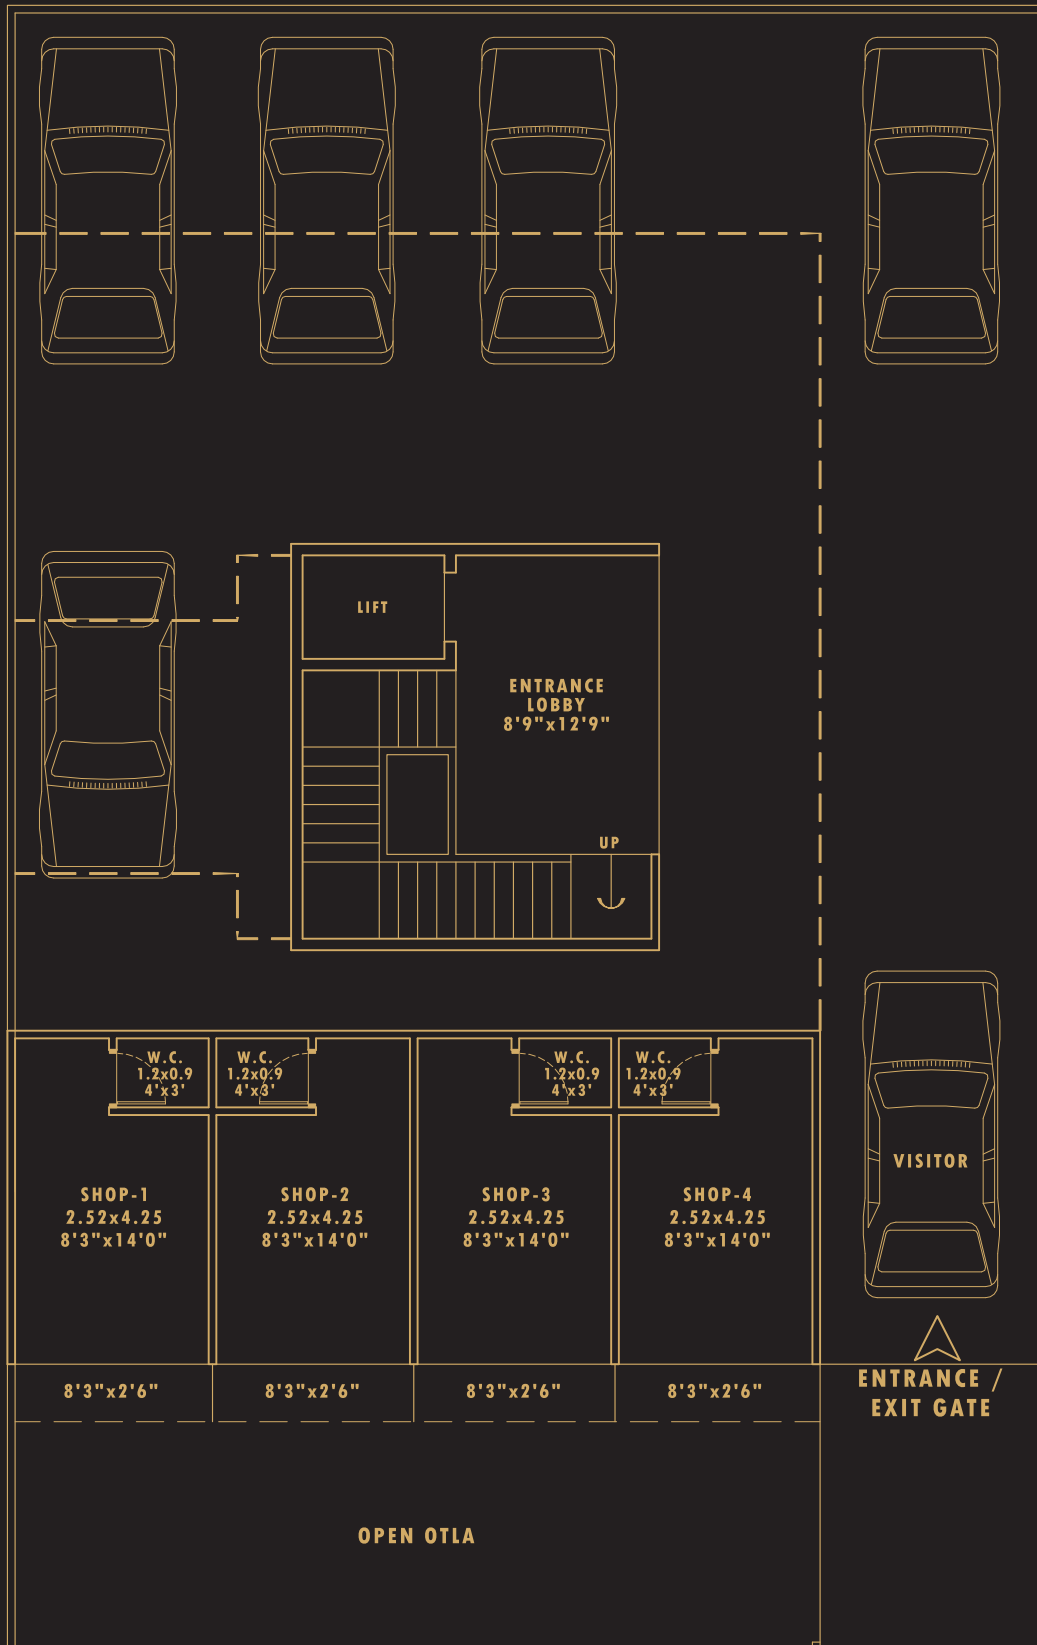 LIFT
ENTRANCE
LOBBY
8'9"x12'9"
UP
W.C.
1.2x0.9
4'x3'
W.C.
1.2x0.9
4'x3'
W.C.
1.2x0.9
4'x3'
W.C.
1.2x0.9
4'x3'
VISITOR
SHOP-1
2.52x4.25
8'3"x14'0"
SHOP-2
2.52x4.25
8'3"x14'0"
SHOP-3
2.52x4.25
8'3"x14'0"
SHOP-4
2.52x4.25
8'3"x14'0"
ENTRANCE /
EXIT GATE
8'3"x2'6"
8'3"x2'6"
8'3"x2'6"
8'3"x2'6"
OPEN OTLA